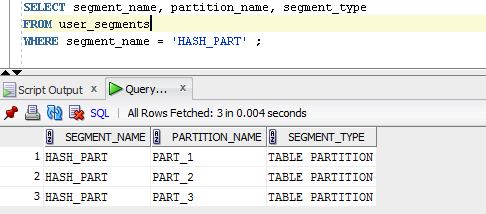 SELECT segment_name, partition_name, segment_type
FROM user_segments
WHERE segment_name = 'HASH_PART' ;
Script Output x Query... x
SQL | All Rows Fetched: 3 in 0.004 seconds
SEGMENT_NAME PARTITION_NAME SEGMENT_TYPE
1 HASH_PART PART_1 TABLE PARTITION
2 HASH_PART PART_2 TABLE PARTITION
3 HASH_PART PART_3 TABLE PARTITION